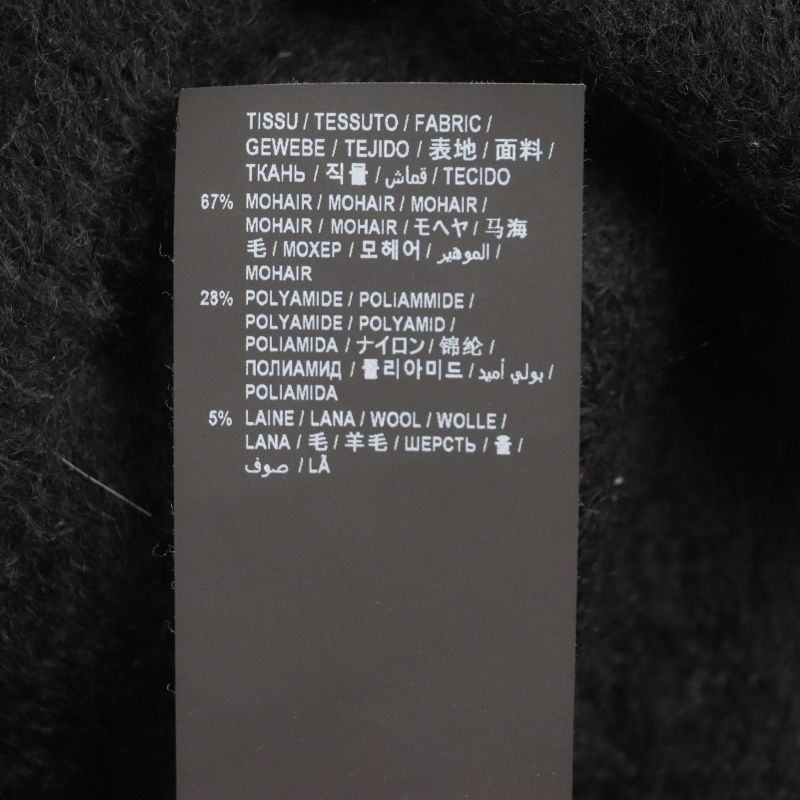 TISSU / TESSUTO / FABRIC /
GEWEBE / TEJIDO / 表地 / 面料 /
ТКАНЬ / 직물 / قماش / TECIDO
67% MOHAIR / MOHAIR / MOHAIR /
MOHAIR / MOHAIR / モヘヤ / 马海
毛 / МОХЕР / 모헤어 / الموهير /
MOHAIR
28% POLYAMIDE / POLIAMMIDE /
POLYAMIDE / POLYAMID /
POLIAMIDA / ナイロン / 锦纶 /
ПОЛИАМИД / 폴리아미드 / بولي أميد /
POLIAMIDA
5% LAINE / LANA / WOOL / WOLLE /
LANA / 毛 / 羊毛 / ШЕРСТЬ / 울 /
صوف / LÃ